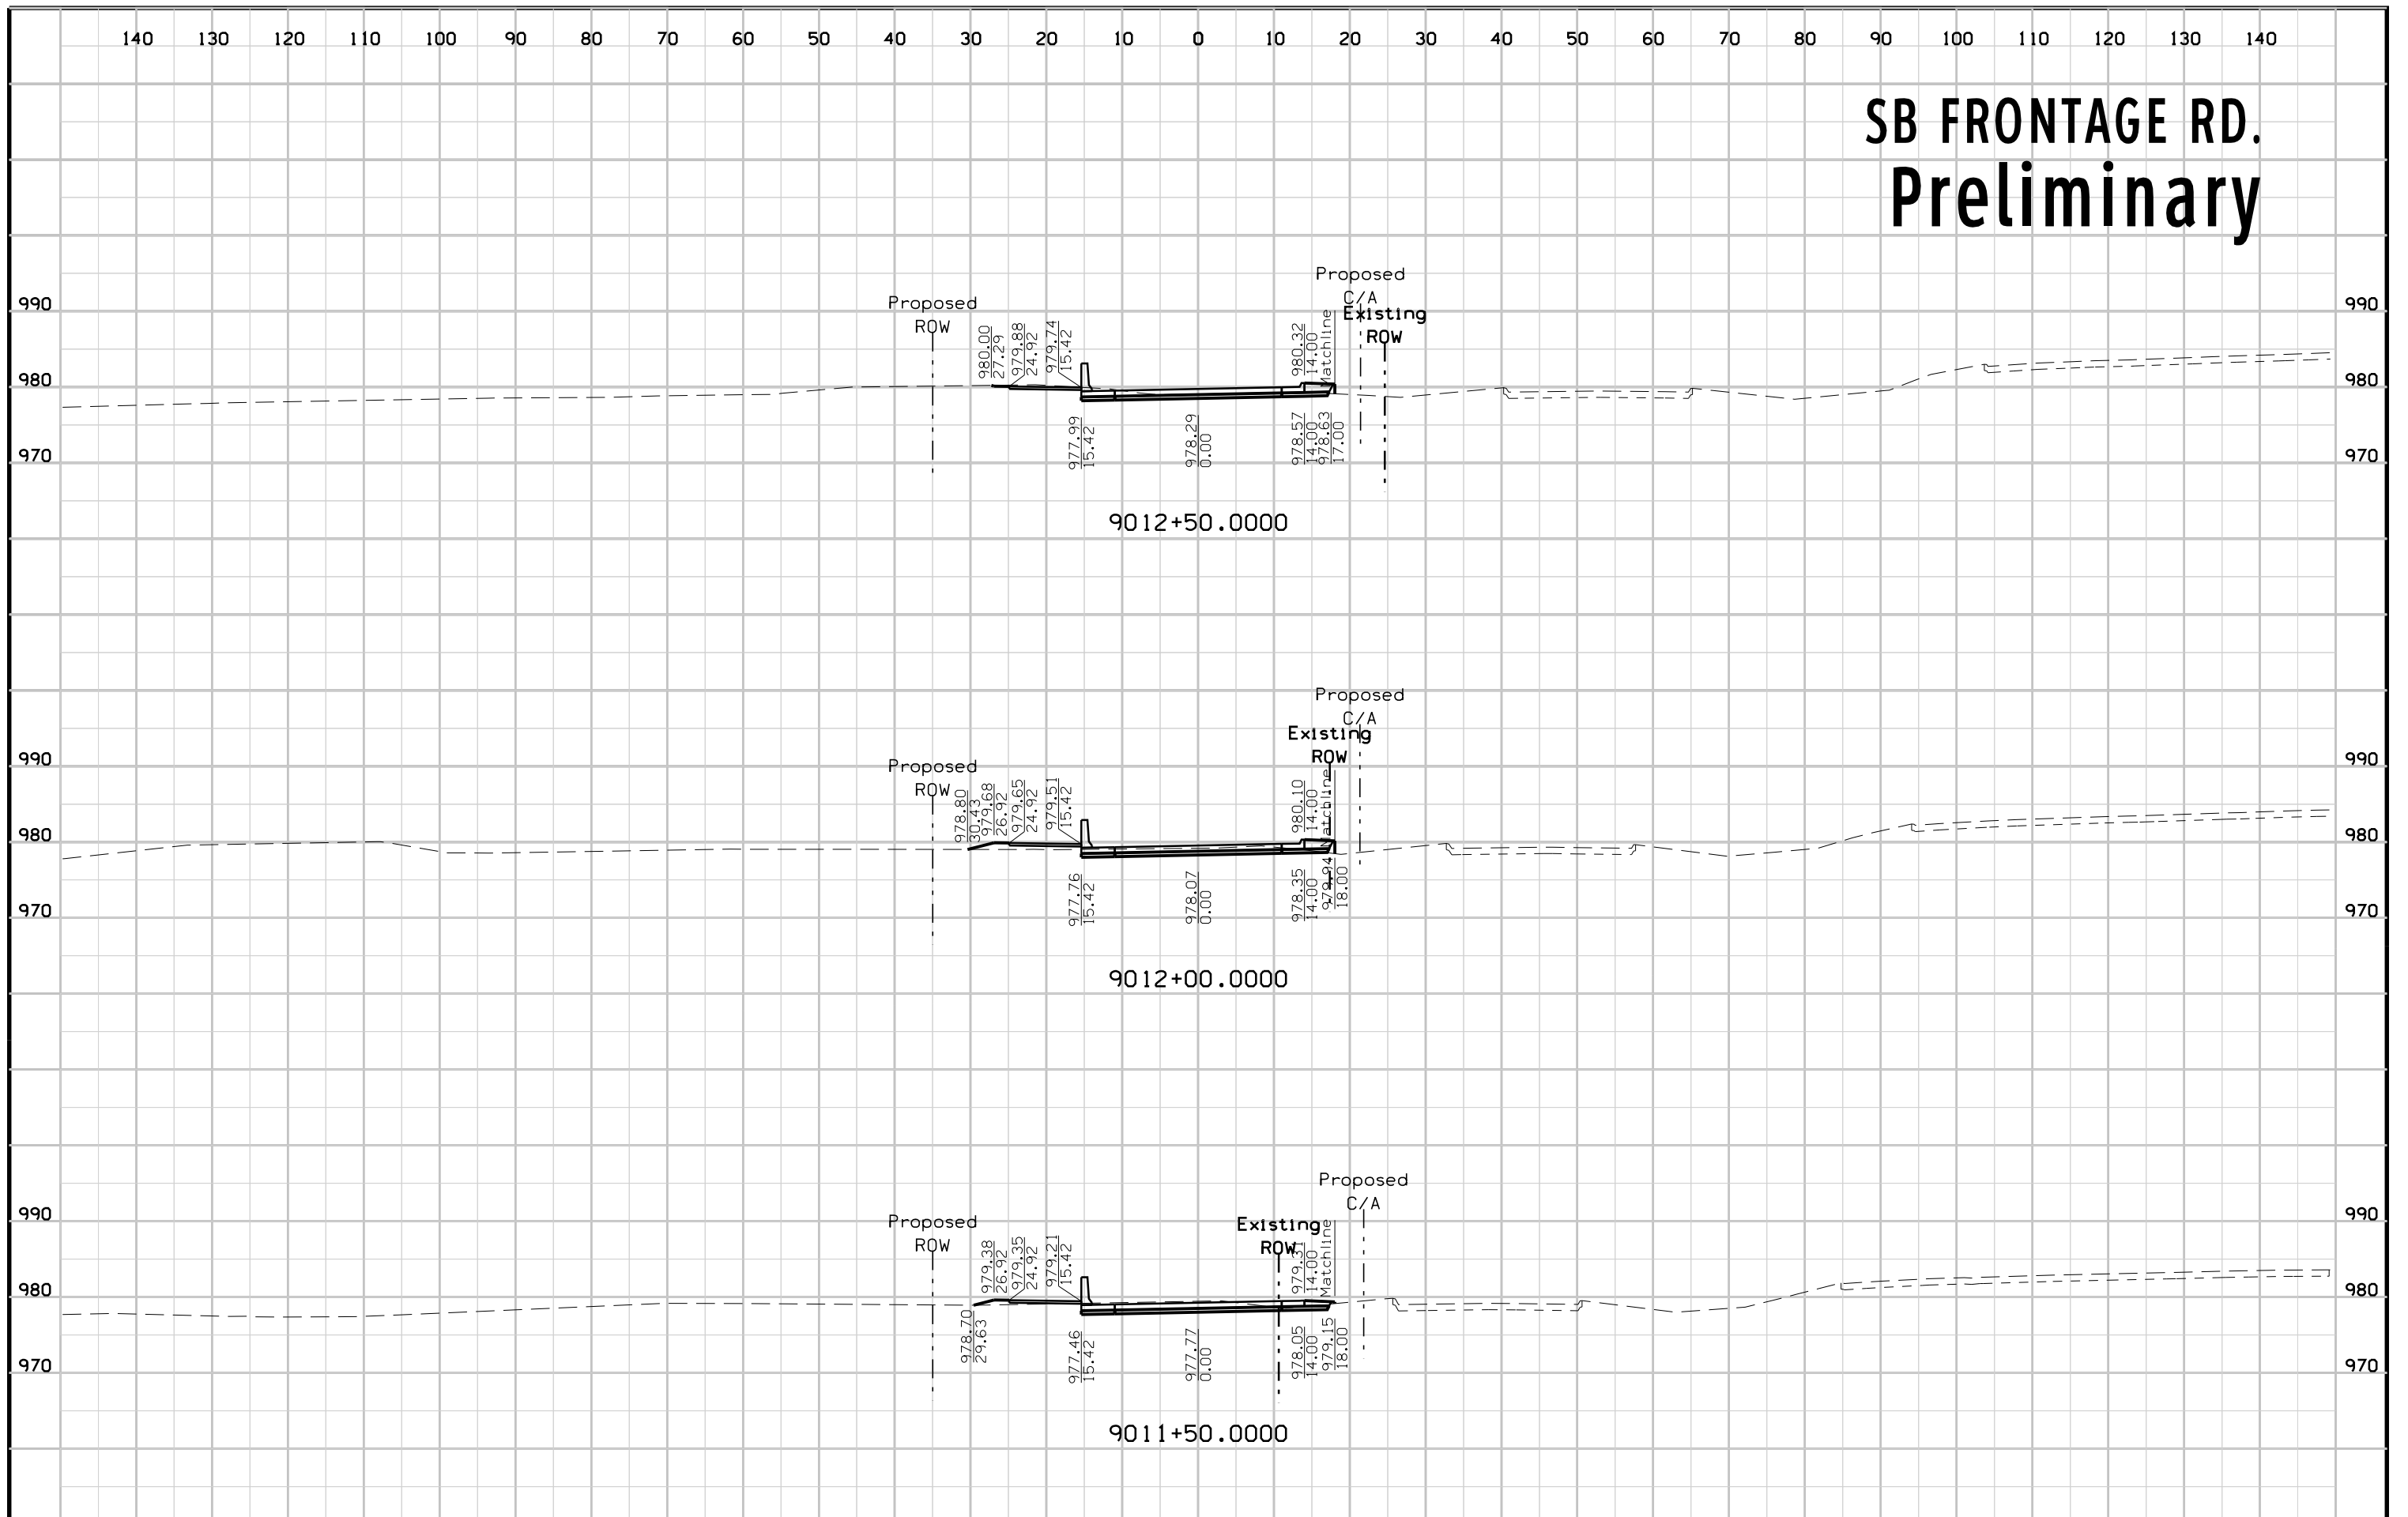 140 130 120 110 100 90 80 70 60 50 40 30 20 10 0 10 20 30 40 50 60 70 80 90 100 110 120 130 140
SB FRONTAGE RD.
Preliminary
Proposed
C/A
990 990
Proposed
ROW
Existing
ROW
980.00
27.29
979.88
24.92
979.74
15.42
980.32
14.00
Matchline
980 980
977.99
15.42
978.29
0.00
978.57
14.00
978.63
17.00
970 970
9012+50.0000
Proposed
C/A
Existing
ROW
990 990
Proposed
ROW
978.80
30.43
979.68
26.92
979.65
24.92
979.51
15.42
980.10
14.00
Matchline
980 980
977.76
15.42
978.07
0.00
978.35
14.00
979.94
18.00
970 970
9012+00.0000
Proposed
C/A
990 990
Proposed
ROW
Existing
ROW
979.38
26.92
979.35
24.92
979.21
15.42
979.31
14.00
Matchline
980 980
978.70
29.63
977.46
15.42
977.77
0.00
978.05
14.00
979.15
18.00
970 970
9011+50.0000